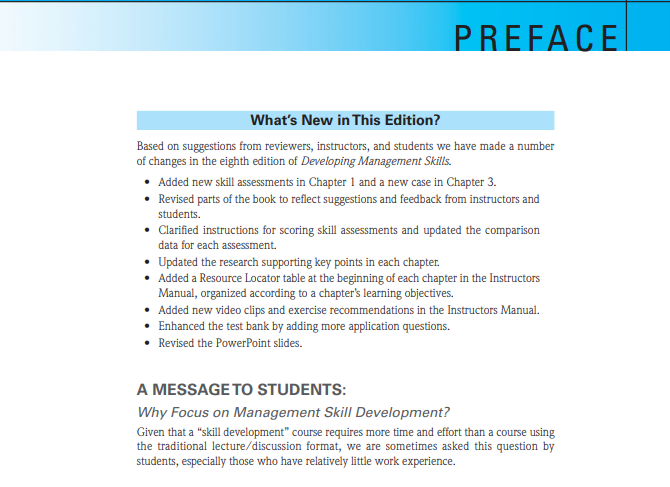 PREFACE
What's New in This Edition?
Based on suggestions from reviewers, instructors, and students we have made a number
of changes in the eighth edition of Developing Management Skills.
• Added new skill assessments in Chapter 1 and a new case in Chapter 3.
• Revised parts of the book to reflect suggestions and feedback from instructors and
students.
• Clarified instructions for scoring skill assessments and updated the comparison
data for each assessment.
• Updated the research supporting key points in each chapter.
• Added a Resource Locator table at the beginning of each chapter in the Instructors
Manual, organized according to a chapter's learning objectives.
• Added new video clips and exercise recommendations in the Instructors Manual.
• Enhanced the test bank by adding more application questions.
• Revised the PowerPoint slides.
A MESSAGE TO STUDENTS:
Why Focus on Management Skill Development?
Given that a “skill development” course requires more time and effort than a course using
the traditional lecture/discussion format, we are sometimes asked this question by
students, especially those who have relatively little work experience.